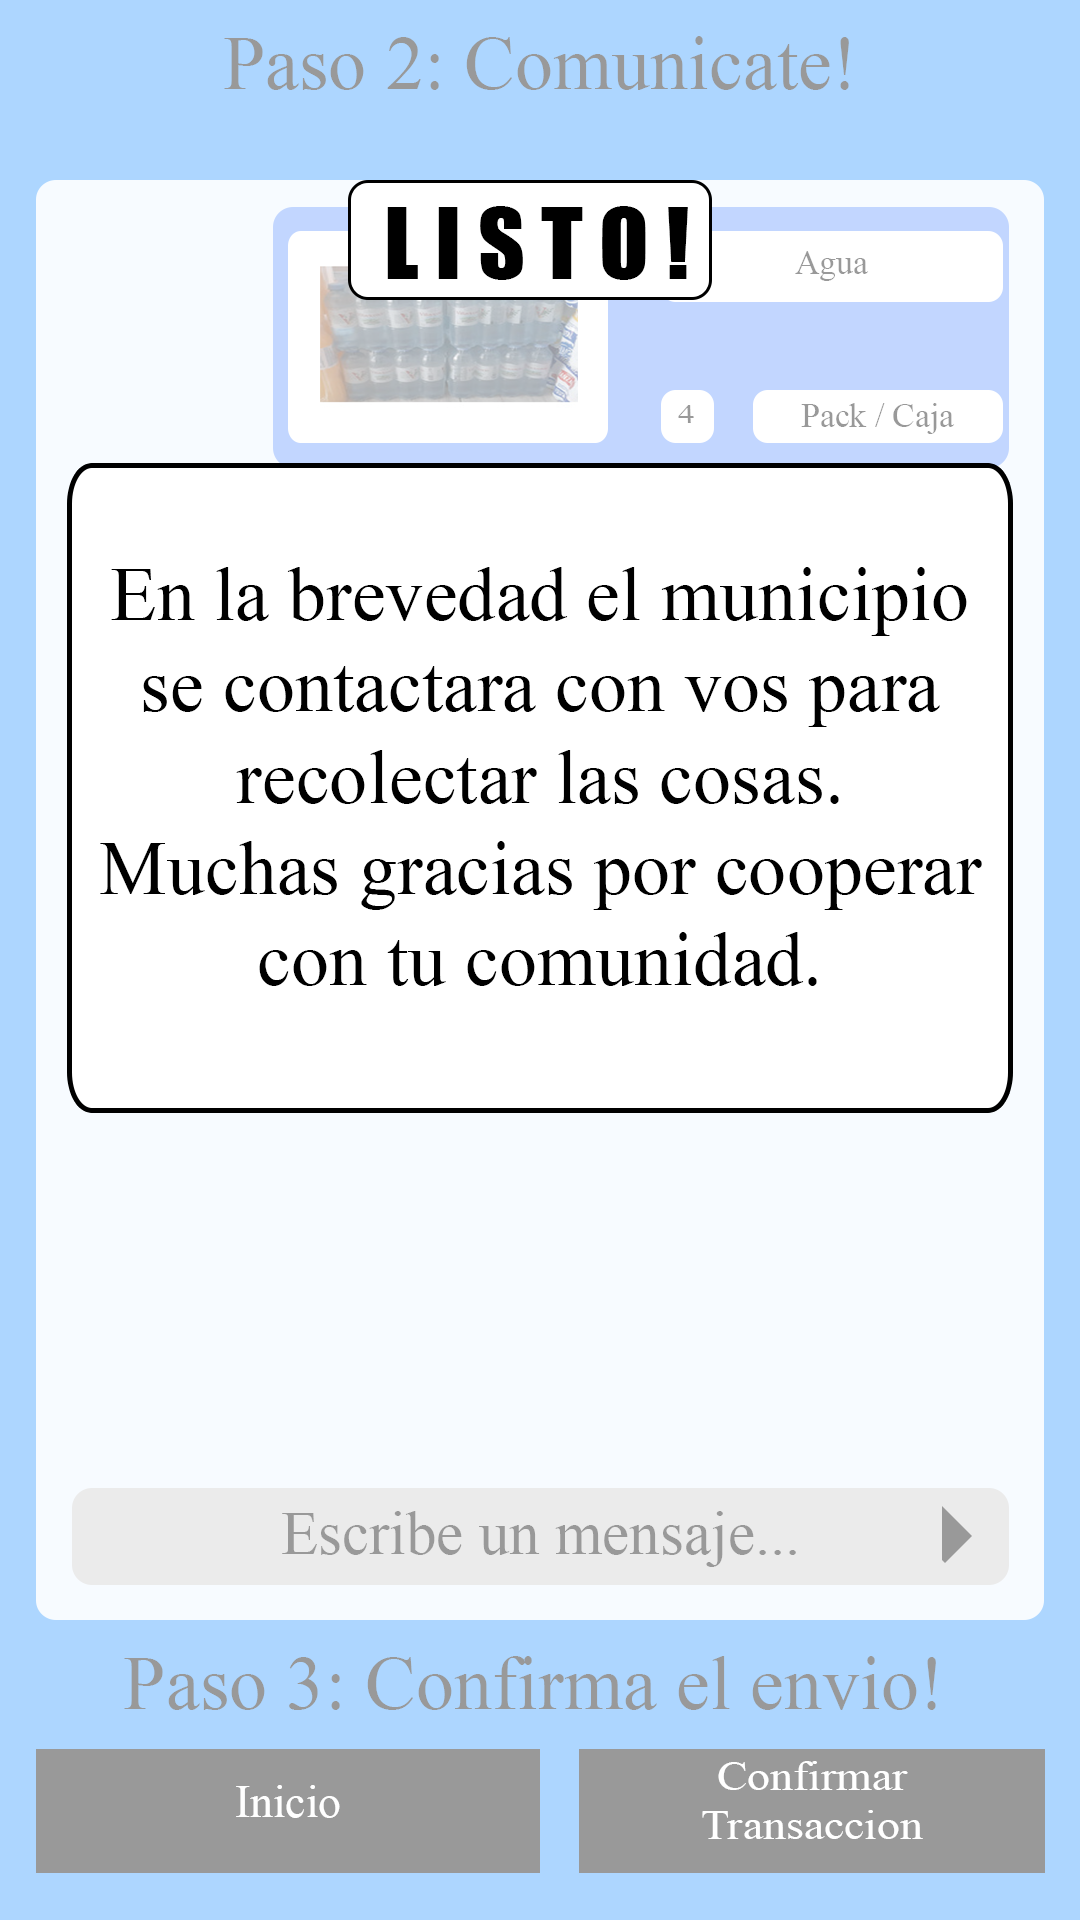 Paso 2: Comunicate!
LISTO!
Agua
4
Pack / Caja
En la brevedad el municipio
se contactara con vos para
recolectar las cosas.
Muchas gracias por cooperar
con tu comunidad.
Escribe un mensaje...
Paso 3: Confirma el envio!
Inicio
Confirmar
Transaccion